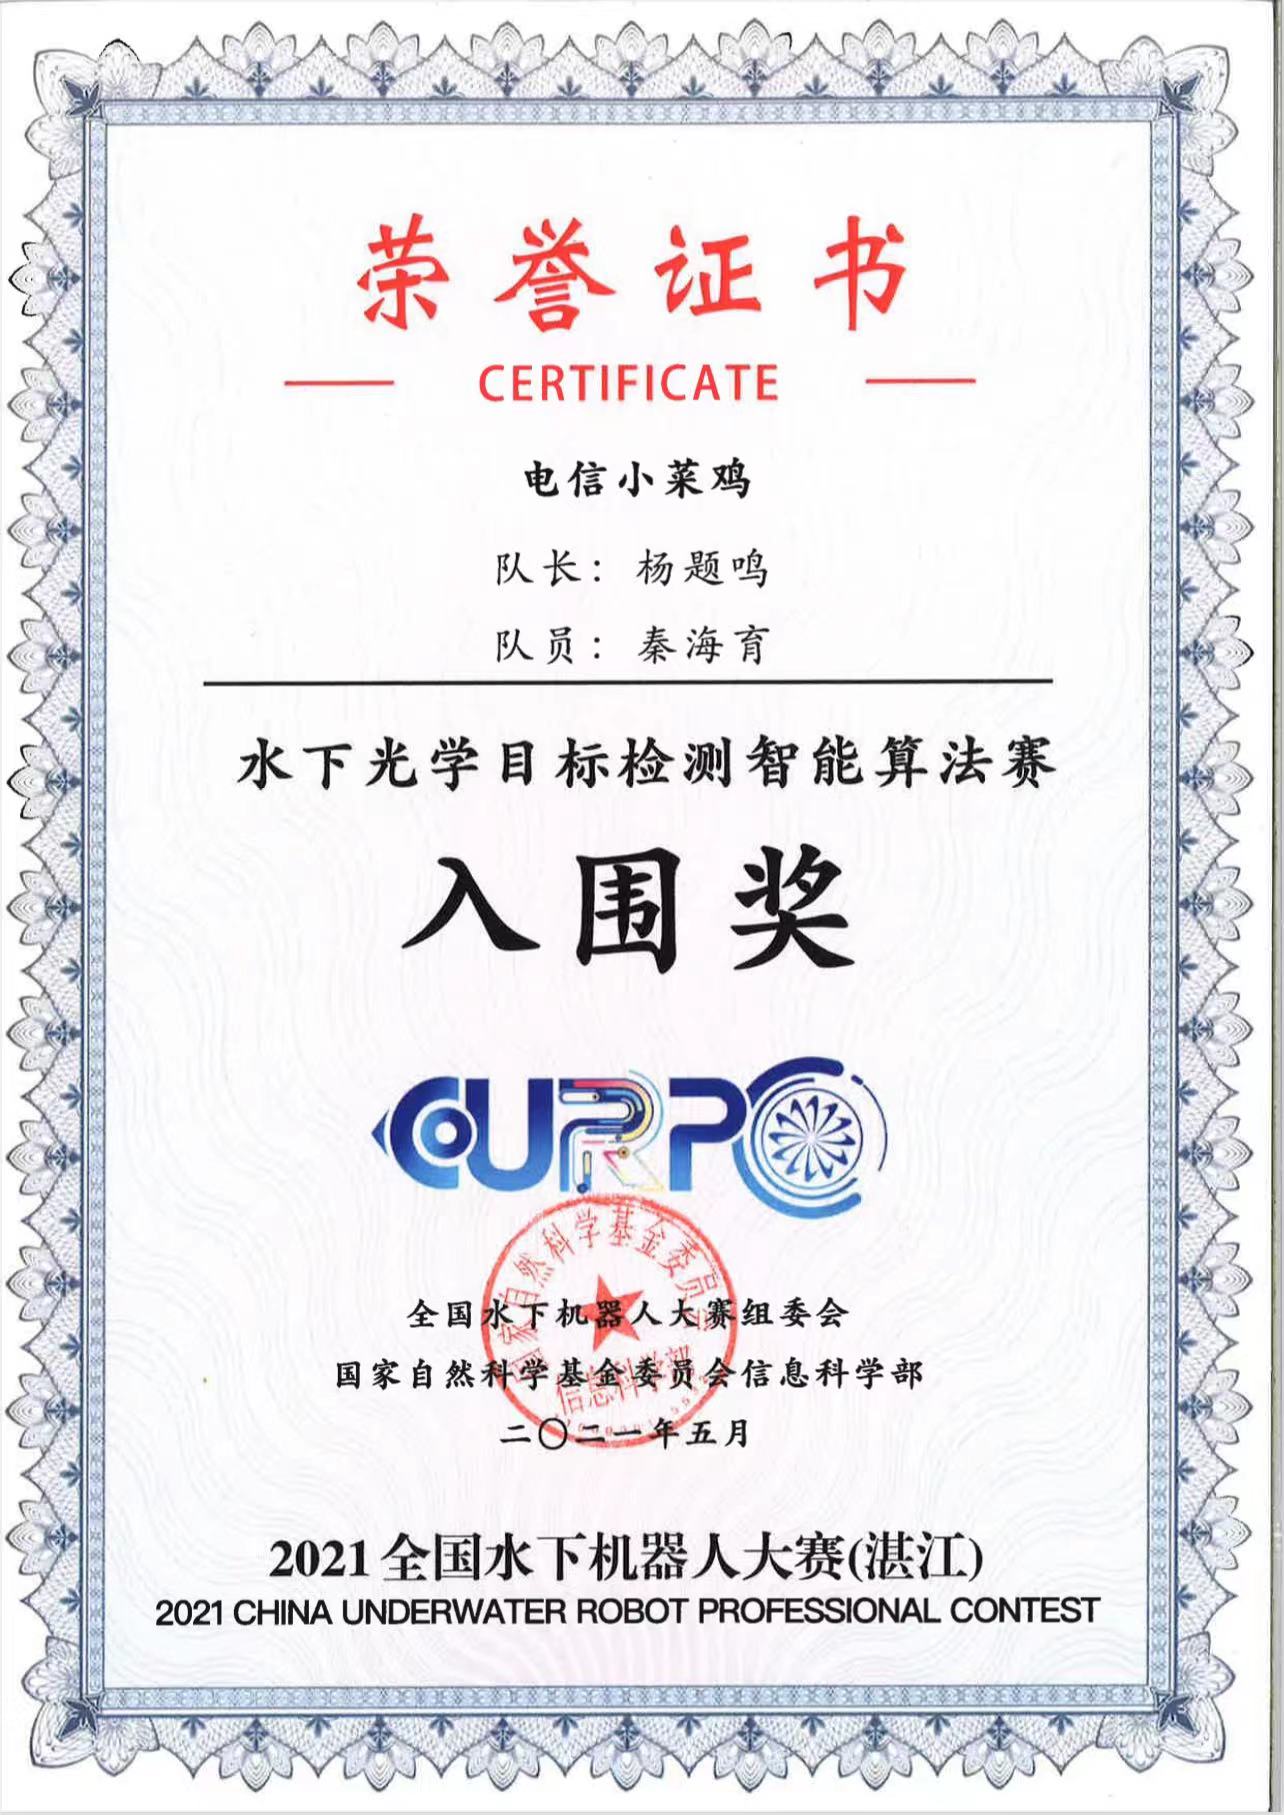 荣誉证书
CERTIFICATE
电信小菜鸡
队长：杨题鸣
队员：秦海育
水下光学目标检测智能算法赛
入围奖
CURPC
国家自然科学基金委员会
信息科学部
全国水下机器人大赛组委会
国家自然科学基金委员会信息科学部
二〇二一年五月
2021全国水下机器人大赛(湛江)
2021 CHINA UNDERWATER ROBOT PROFESSIONAL CONTEST